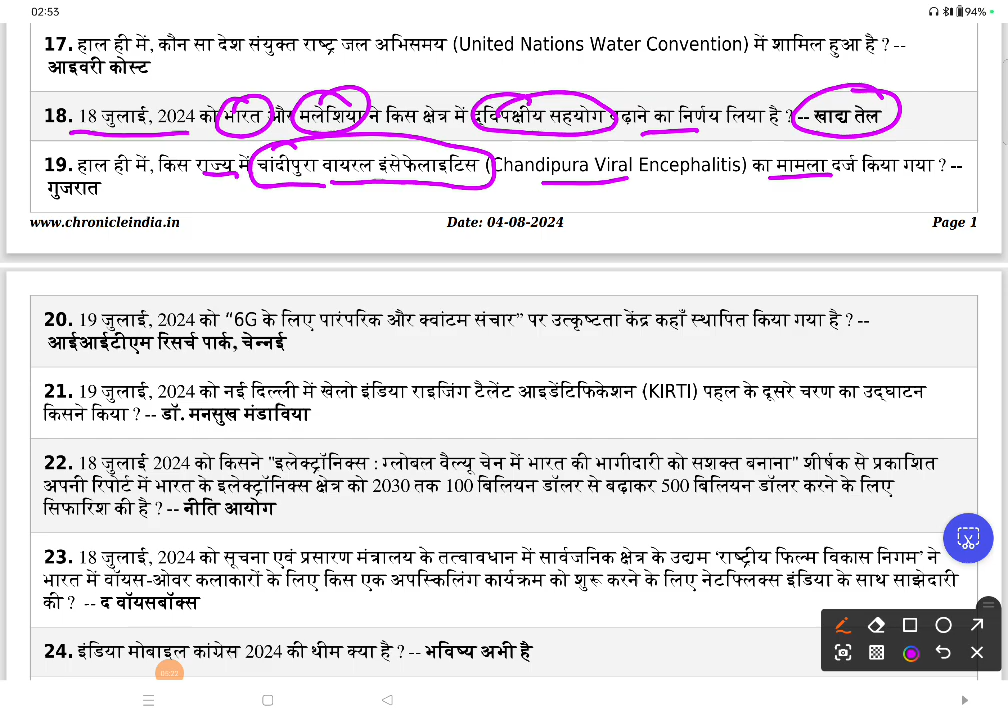 02:53
94%
17. हाल ही में, कौन सा देश संयुक्त राष्ट्र जल अभिसमय (United Nations Water Convention) में शामिल हुआ है ? --
आइवरी कोस्ट
18. 18 जुलाई, 2024 को भारत और मलेशिया ने किस क्षेत्र में द्विपक्षीय सहयोग बढ़ाने का निर्णय लिया है ? -- खाद्य तेल
19. हाल ही में, किस राज्य में चांदीपुरा वायरल इंसेफेलाइटिस (Chandipura Viral Encephalitis) का मामला दर्ज किया गया ? --
गुजरात
www.chronicleindia.in Date: 04-08-2024 Page 1
20. 19 जुलाई, 2024 को “6G के लिए पारंपरिक और क्वांटम संचार” पर उत्कृष्टता केंद्र कहाँ स्थापित किया गया है ? --
आईआईटीएम रिसर्च पार्क, चेन्नई
21. 19 जुलाई, 2024 को नई दिल्ली में खेलो इंडिया राइजिंग टैलेंट आइडेंटिफिकेशन (KIRTI) पहल के दूसरे चरण का उद्घाटन
किसने किया ? -- डॉ. मनसुख मंडाविया
22. 18 जुलाई 2024 को किसने "इलेक्ट्रॉनिक्स : ग्लोबल वैल्यू चेन में भारत की भागीदारी को सशक्त बनाना" शीर्षक से प्रकाशित
अपनी रिपोर्ट में भारत के इलेक्ट्रॉनिक्स क्षेत्र को 2030 तक 100 बिलियन डॉलर से बढ़ाकर 500 बिलियन डॉलर करने के लिए
सिफारिश की है ? -- नीति आयोग
23. 18 जुलाई, 2024 को सूचना एवं प्रसारण मंत्रालय के तत्वावधान में सार्वजनिक क्षेत्र के उद्यम ‘राष्ट्रीय फिल्म विकास निगम’ ने
भारत में वॉयस-ओवर कलाकारों के लिए किस एक अपस्किलिंग कार्यक्रम को शुरू करने के लिए नेटफ्लिक्स इंडिया के साथ साझेदारी
की ? -- द वॉयसबॉक्स
24. इंडिया मोबाइल कांग्रेस 2024 की थीम क्या है ? -- भविष्य अभी है
05:22